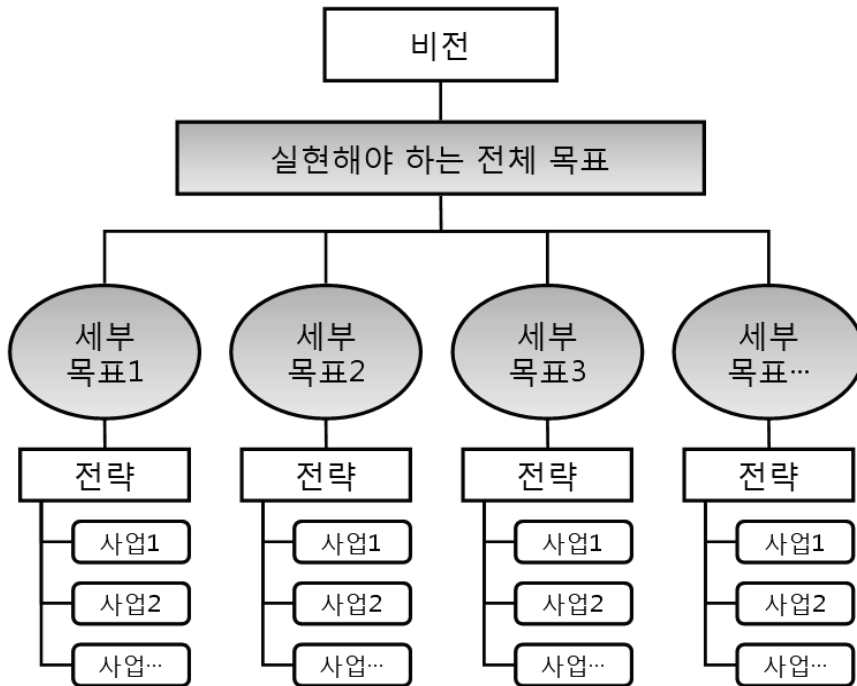 비전
실현해야 하는 전체 목표
세부
목표1
세부
목표2
세부
목표3
세부
목표…
전략
전략
전략
전략
사업1
사업1
사업1
사업1
사업2
사업2
사업2
사업2
사업…
사업…
사업…
사업…